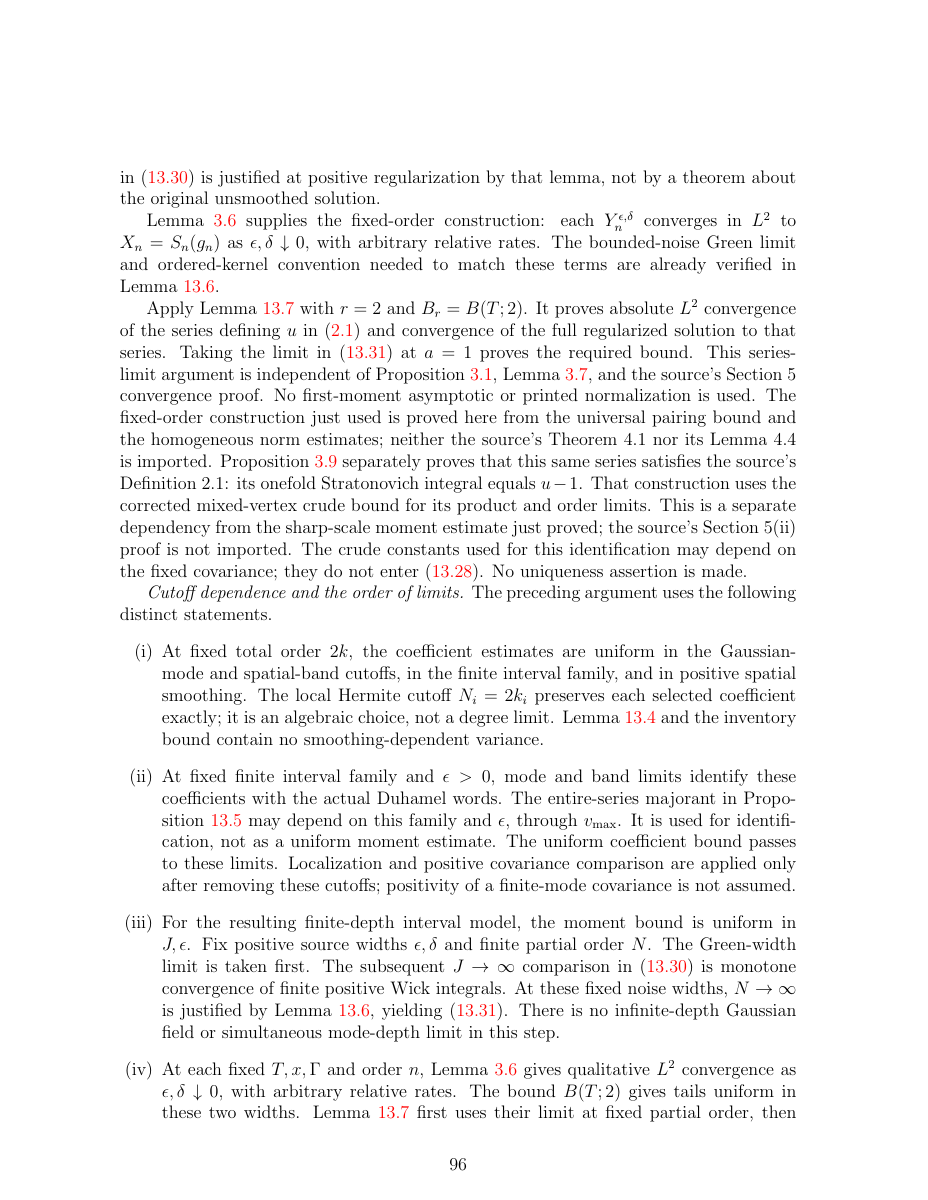 in (13.30) is justified at positive regularization by that lemma, not by a theorem about
the original unsmoothed solution.
Lemma 3.6 supplies the fixed-order construction: each $Y_n^{\epsilon,\delta}$ converges in $L^2$ to
$X_n = S_n(g_n)$ as $\epsilon, \delta \downarrow 0$, with arbitrary relative rates. The bounded-noise Green limit
and ordered-kernel convention needed to match these terms are already verified in
Lemma 13.6.
Apply Lemma 13.7 with $r = 2$ and $B_r = B(T; 2)$. It proves absolute $L^2$ convergence
of the series defining $u$ in (2.1) and convergence of the full regularized solution to that
series. Taking the limit in (13.31) at $a = 1$ proves the required bound. This series-
limit argument is independent of Proposition 3.1, Lemma 3.7, and the source's Section 5
convergence proof. No first-moment asymptotic or printed normalization is used. The
fixed-order construction just used is proved here from the universal pairing bound and
the homogeneous norm estimates; neither the source's Theorem 4.1 nor its Lemma 4.4
is imported. Proposition 3.9 separately proves that this same series satisfies the source's
Definition 2.1: its onefold Stratonovich integral equals $u-1$. That construction uses the
corrected mixed-vertex crude bound for its product and order limits. This is a separate
dependency from the sharp-scale moment estimate just proved; the source's Section 5(ii)
proof is not imported. The crude constants used for this identification may depend on
the fixed covariance; they do not enter (13.28). No uniqueness assertion is made.
Cutoff dependence and the order of limits. The preceding argument uses the following
distinct statements.
(i) At fixed total order $2k$, the coefficient estimates are uniform in the Gaussian-
mode and spatial-band cutoffs, in the finite interval family, and in positive spatial
smoothing. The local Hermite cutoff $N_i = 2k_i$ preserves each selected coefficient
exactly; it is an algebraic choice, not a degree limit. Lemma 13.4 and the inventory
bound contain no smoothing-dependent variance.
(ii) At fixed finite interval family and $\epsilon > 0$, mode and band limits identify these
coefficients with the actual Duhamel words. The entire-series majorant in Propo-
sition 13.5 may depend on this family and $\epsilon$, through $v_{\max}$. It is used for identifi-
cation, not as a uniform moment estimate. The uniform coefficient bound passes
to these limits. Localization and positive covariance comparison are applied only
after removing these cutoffs; positivity of a finite-mode covariance is not assumed.
(iii) For the resulting finite-depth interval model, the moment bound is uniform in
$J, \epsilon$. Fix positive source widths $\epsilon, \delta$ and finite partial order $N$. The Green-width
limit is taken first. The subsequent $J \to \infty$ comparison in (13.30) is monotone
convergence of finite positive Wick integrals. At these fixed noise widths, $N \to \infty$
is justified by Lemma 13.6, yielding (13.31). There is no infinite-depth Gaussian
field or simultaneous mode-depth limit in this step.
(iv) At each fixed $T, x, \Gamma$ and order $n$, Lemma 3.6 gives qualitative $L^2$ convergence as
$\epsilon, \delta \downarrow 0$, with arbitrary relative rates. The bound $B(T; 2)$ gives tails uniform in
these two widths. Lemma 13.7 first uses their limit at fixed partial order, then
96